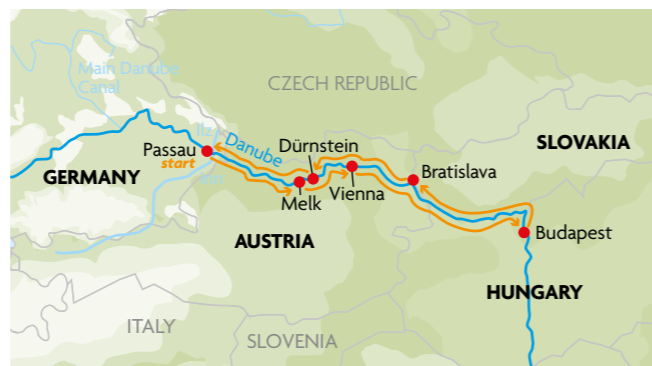 Main Danube
Canal
CZECH REPUBLIC
Ilz
Danube
Dürnstein
SLOVAKIA
Passau
start
Inn
GERMANY
Melk
Vienna
Bratislava
AUSTRIA
Budapest
HUNGARY
ITALY
SLOVENIA